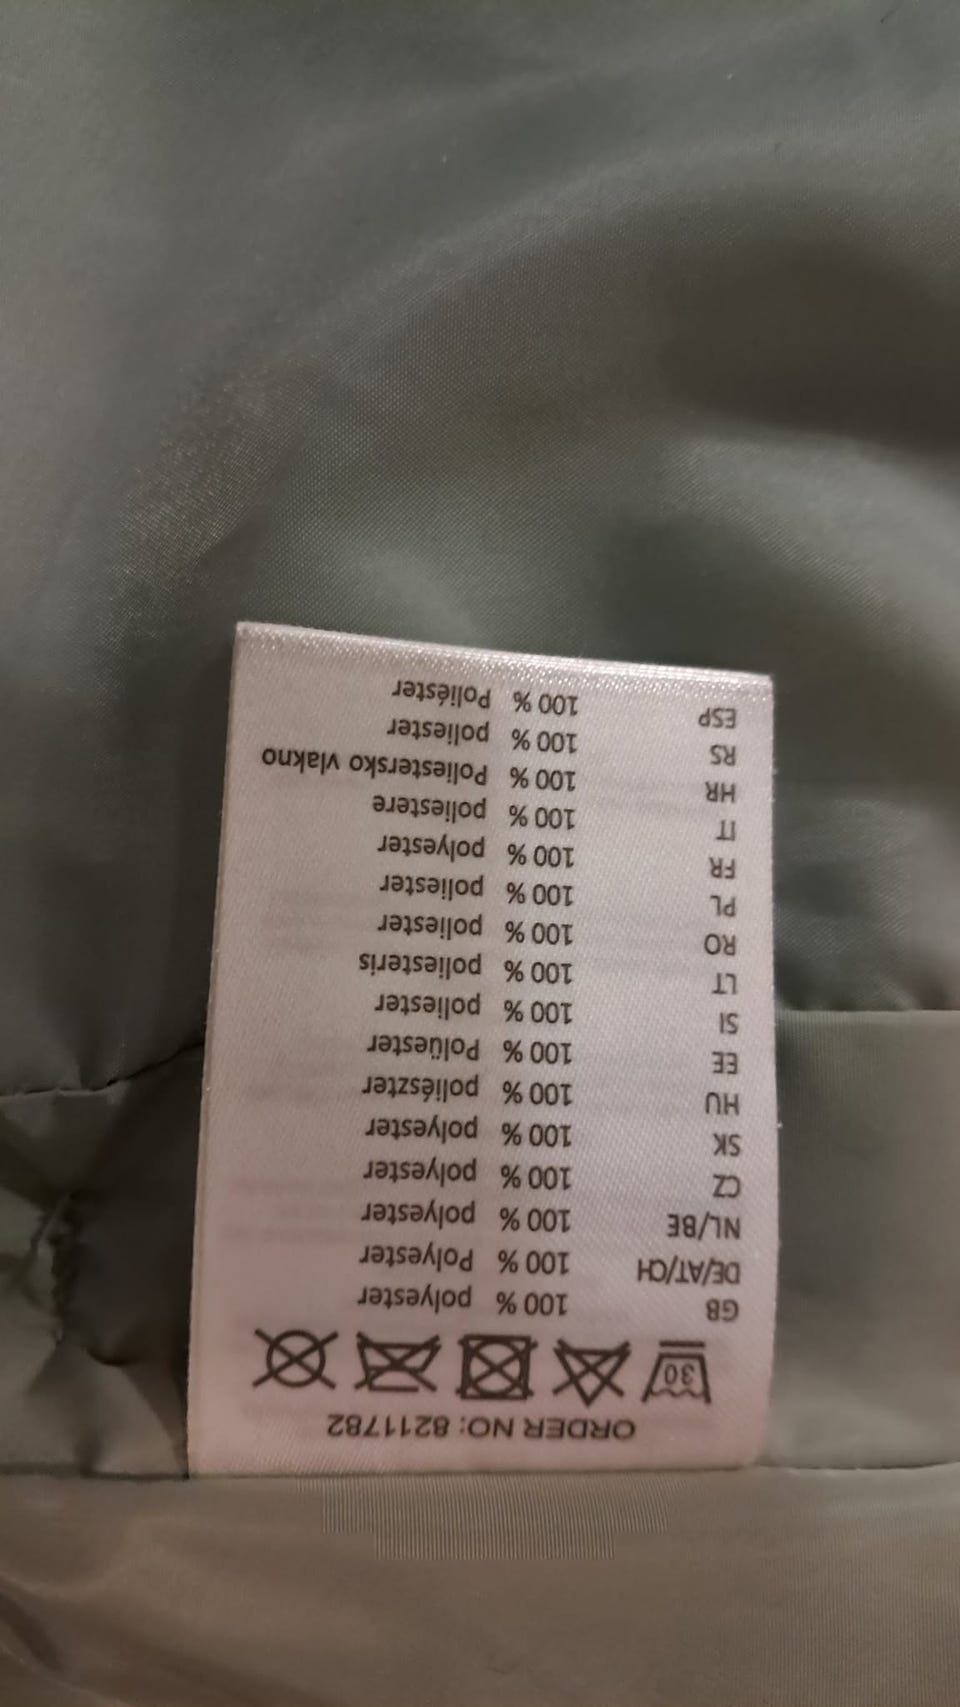 ORDER NO: 8211782
30
GB 100 % polyester
DE/AT/CH 100 % Polyester
NL/BE 100 % polyester
CZ 100 % polyester
SK 100 % polyester
HU 100 % poliészter
EE 100 % Polüester
SI 100 % poliester
LT 100 % poliesteris
RO 100 % poliester
PL 100 % poliester
FR 100 % polyester
IT 100 % poliestere
HR 100 % Poliestersko vlakno
RS 100 % poliester
ESP 100 % Poliéster